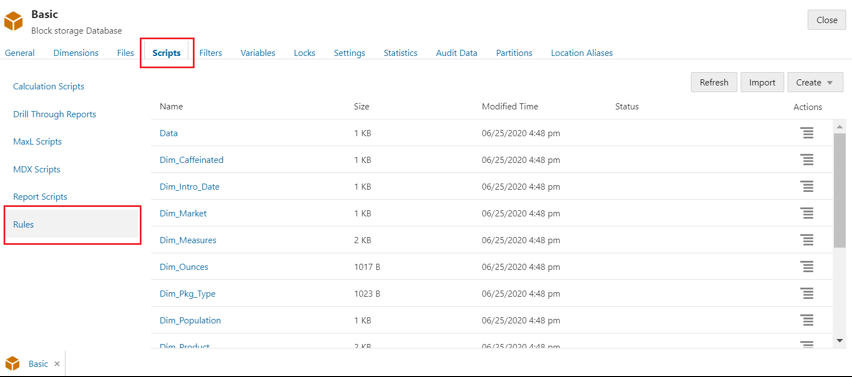 Basic
Block storage Database
Close
General Dimensions Files Scripts Filters Variables Locks Settings Statistics Audit Data Partitions Location Aliases
Calculation Scripts
Drill Through Reports
MaxL Scripts
MDX Scripts
Report Scripts
Rules
Refresh Import Create
Name Size Modified Time Status Actions
Data 1 KB 06/25/2020 4:48 pm
Dim_Caffeinated 1 KB 06/25/2020 4:48 pm
Dim_Intro_Date 1 KB 06/25/2020 4:48 pm
Dim_Market 1 KB 06/25/2020 4:48 pm
Dim_Measures 2 KB 06/25/2020 4:48 pm
Dim_Ounces 1017 B 06/25/2020 4:48 pm
Dim_Pkg_Type 1023 B 06/25/2020 4:48 pm
Dim_Population 1 KB 06/25/2020 4:48 pm
Dim_Product 2 KB 06/25/2020 4:48 pm
Basic